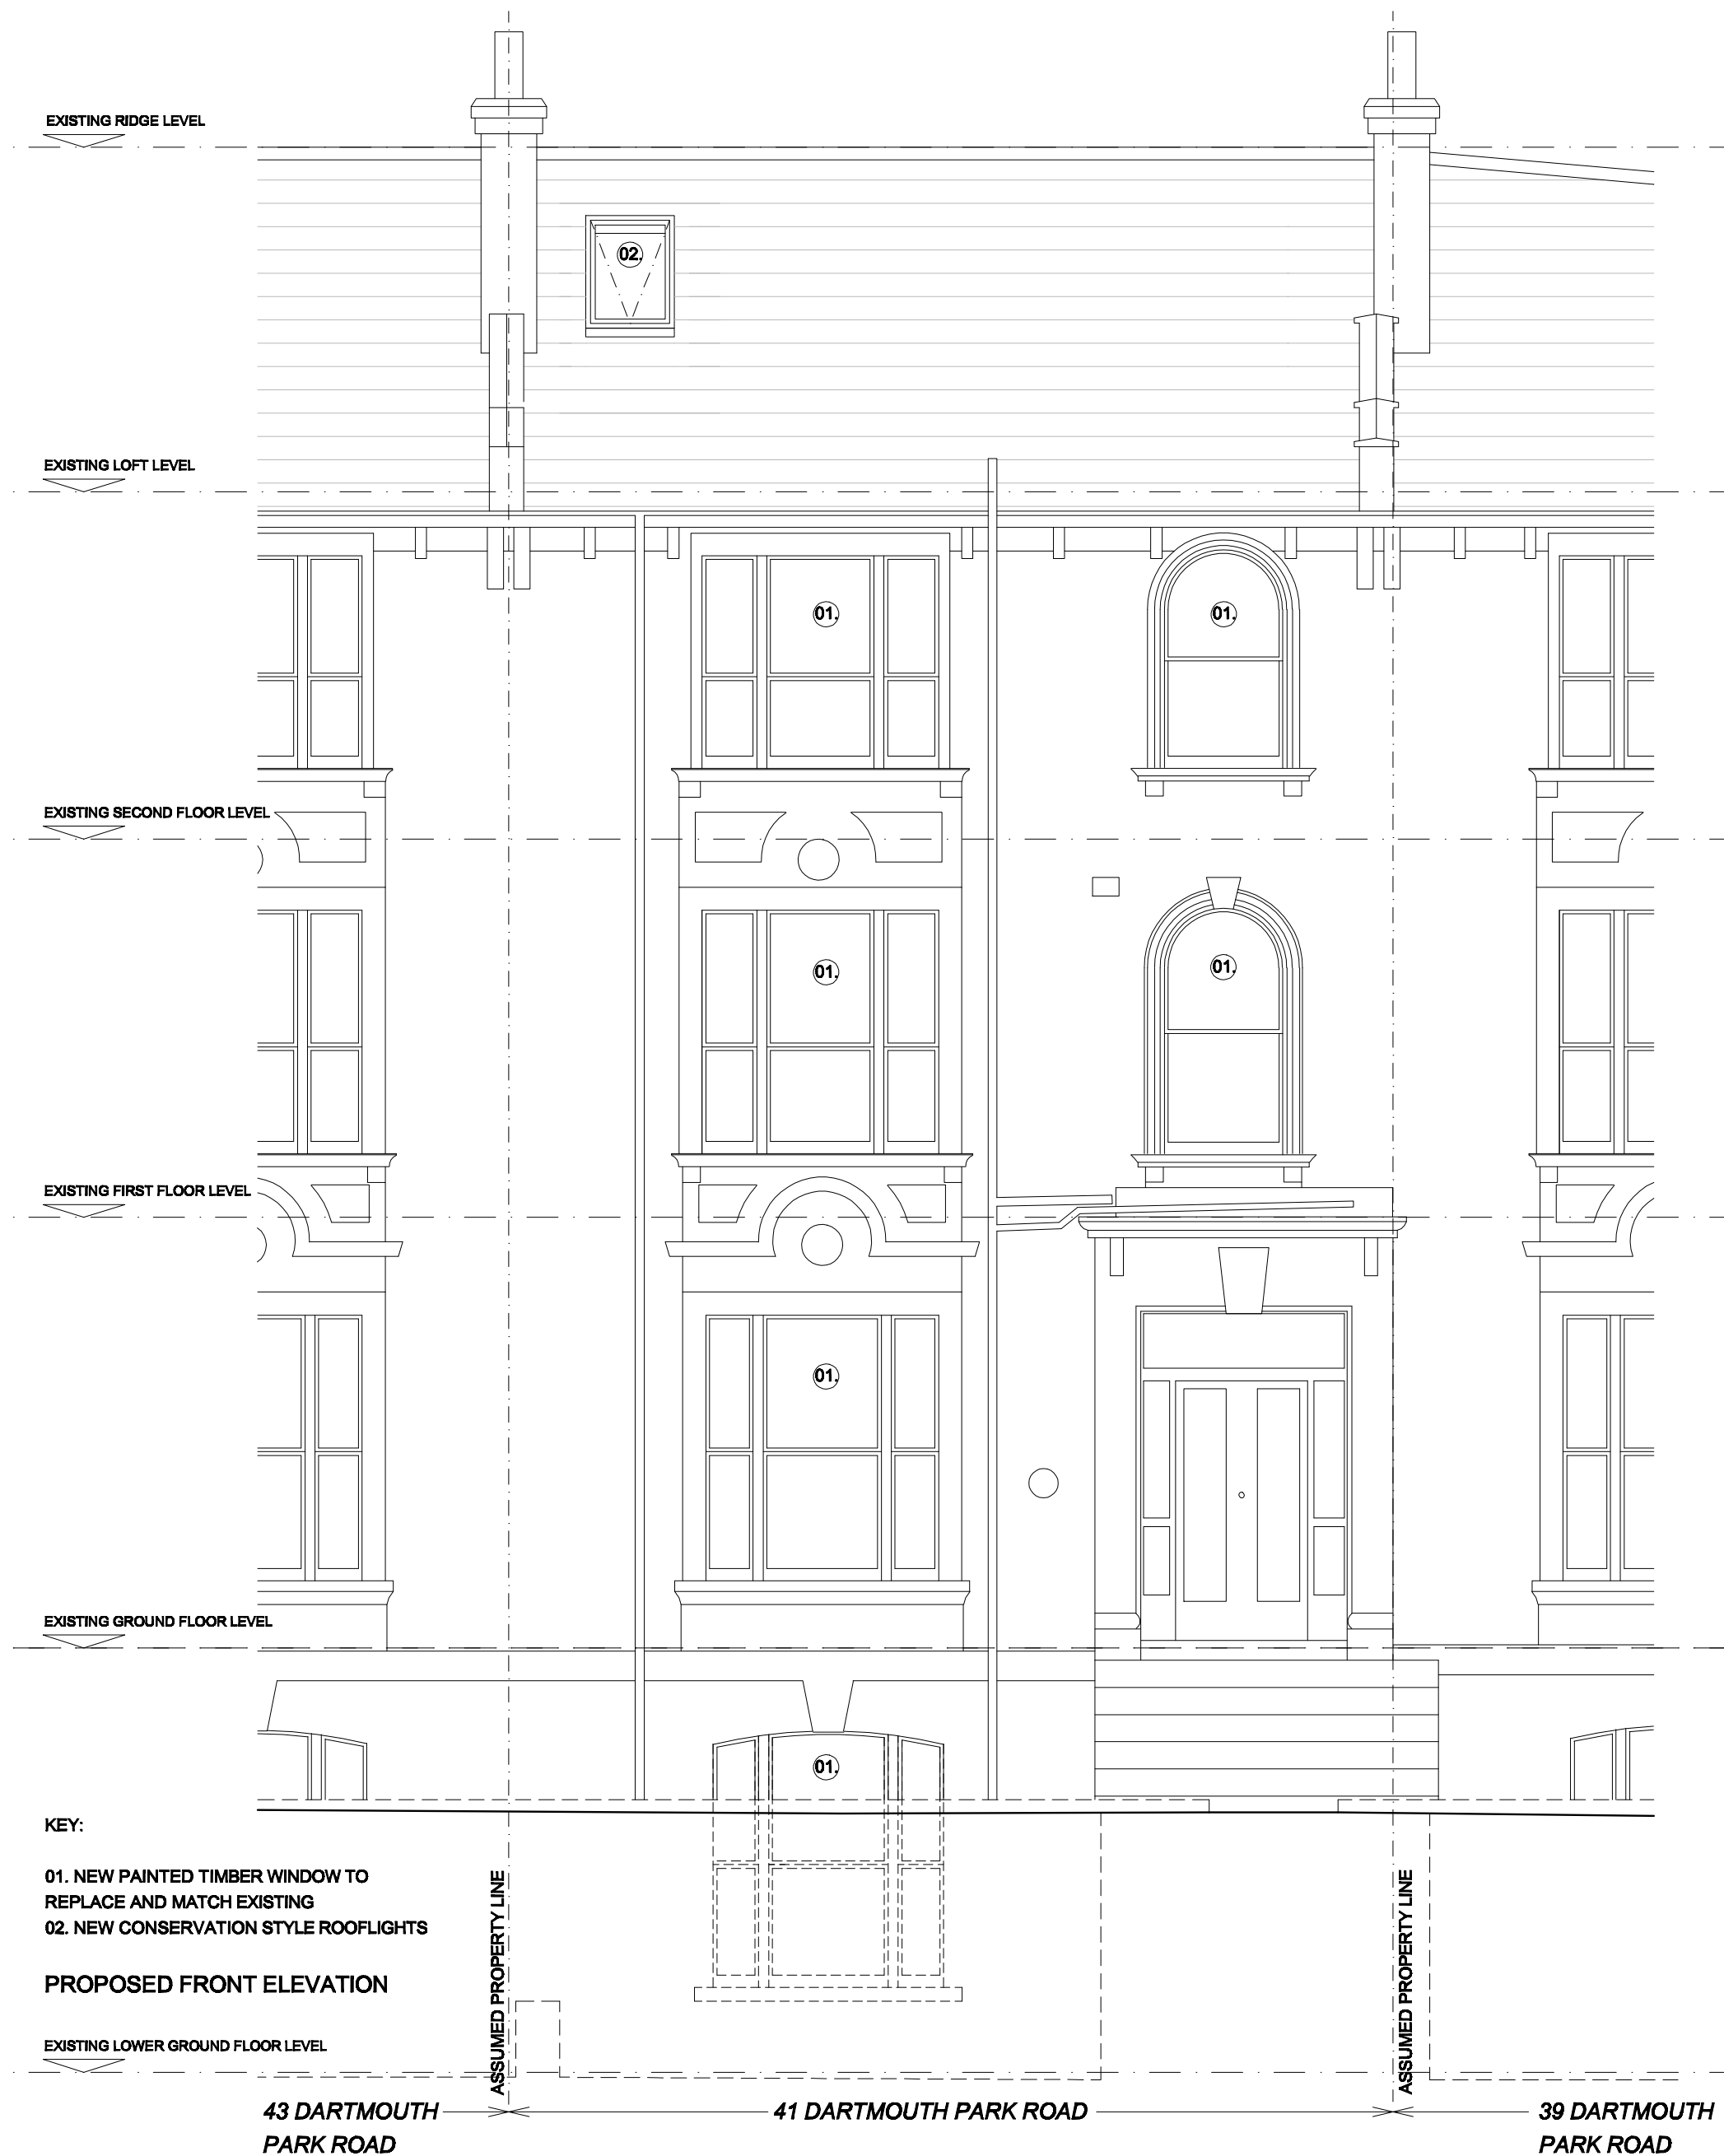 EXISTING RIDGE LEVEL
02.
EXISTING LOFT LEVEL
01.
01.
EXISTING SECOND FLOOR LEVEL
01.
01.
EXISTING FIRST FLOOR LEVEL
01.
EXISTING GROUND FLOOR LEVEL
01.
KEY:
01. NEW PAINTED TIMBER WINDOW TO
REPLACE AND MATCH EXISTING
02. NEW CONSERVATION STYLE ROOFLIGHTS
PROPOSED FRONT ELEVATION
EXISTING LOWER GROUND FLOOR LEVEL
ASSUMED PROPERTY LINE
ASSUMED PROPERTY LINE
43 DARTMOUTH
PARK ROAD
41 DARTMOUTH PARK ROAD
39 DARTMOUTH
PARK ROAD